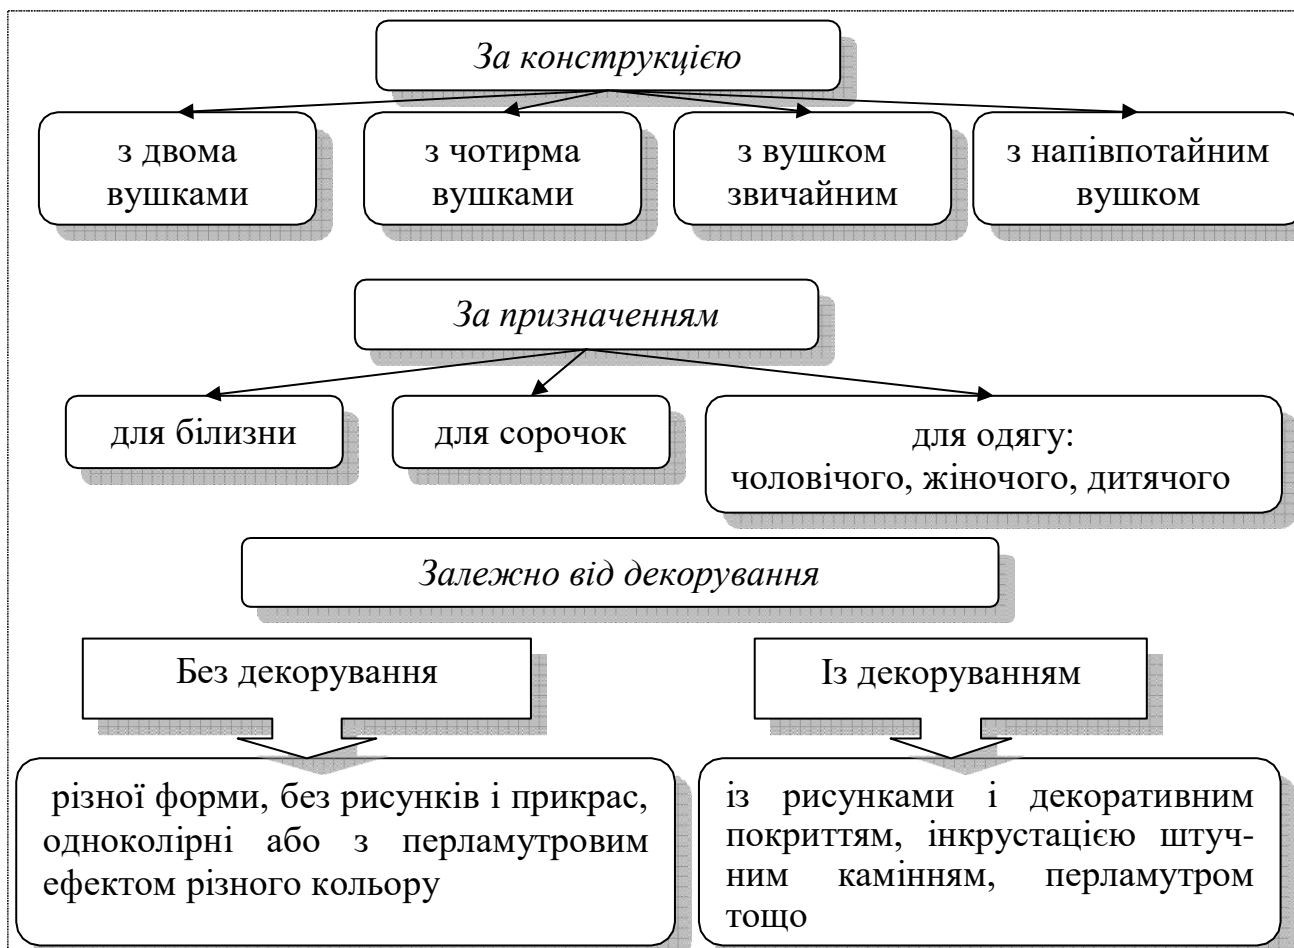 За конструкцією
з двома
вушками
з чотирма
вушками
з вушком
звичайним
з напівпотайним
вушком
За призначенням
для білизни
для сорочок
для одягу:
чоловічого, жіночого, дитячого
Залежно від декорування
Без декорування
Із декоруванням
різної форми, без рисунків і прикрас,
одноколірні або з перламутровим
ефектом різного кольору
із рисунками і декоративним
покриттям, інкрустацією штуч-
ним камінням, перламутром
тощо